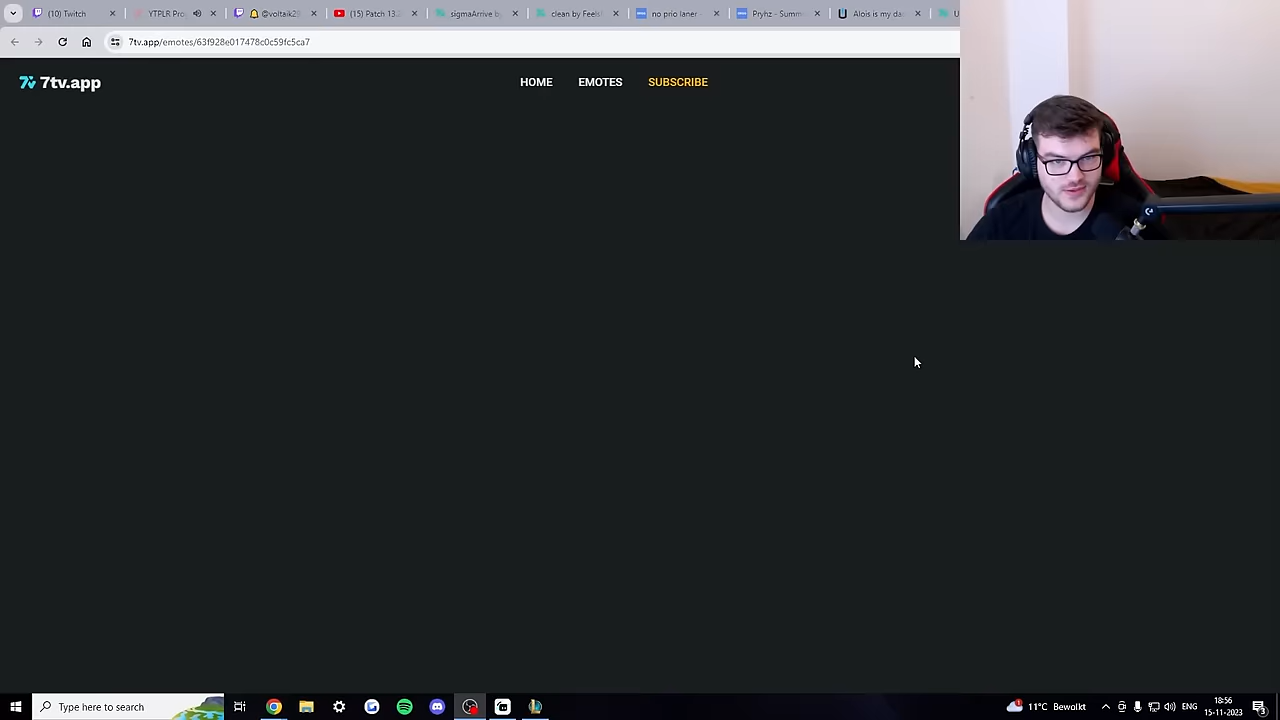 (10) Twitch
YTPLR Pro
@voltaik20
(15) Patch 13.2
sigmaArrive b
clean by Feels
no prio laner
Pryhz - Summ
Alois is my da
U
7tv.app/emotes/63f928e017478c0c59fc5ca7
7tv.app
HOME
EMOTES
SUBSCRIBE
Type here to search
11°C Bewolkt
ENG
18:56
15-11-2023